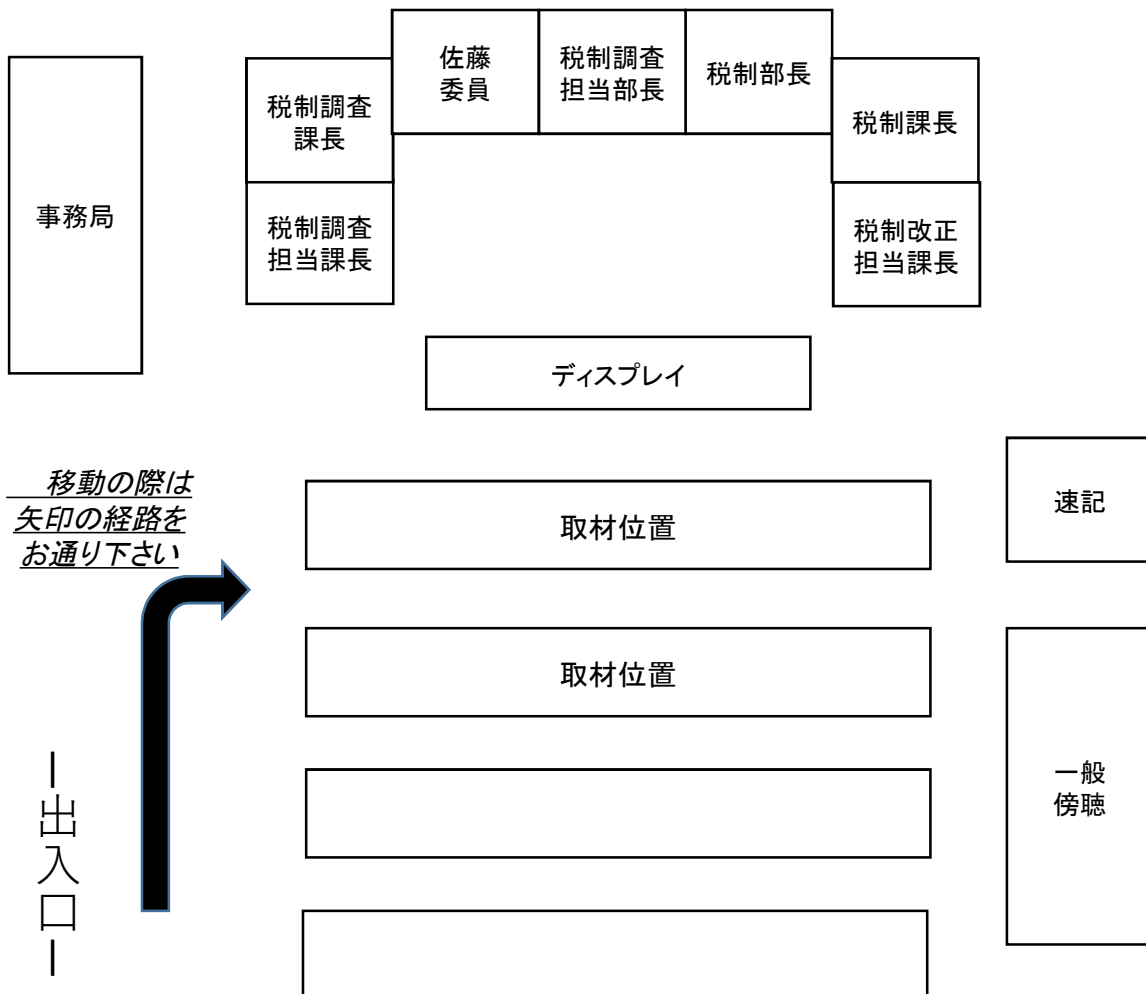 佐藤
委員
税制調査
担当部長
税制部長
税制調査
課長
税制課長
事務局
税制調査
担当課長
税制改正
担当課長
ディスプレイ
移動の際は
矢印の経路を
お通り下さい
取材位置
速記
取材位置
一般
傍聴
ー出入口ー